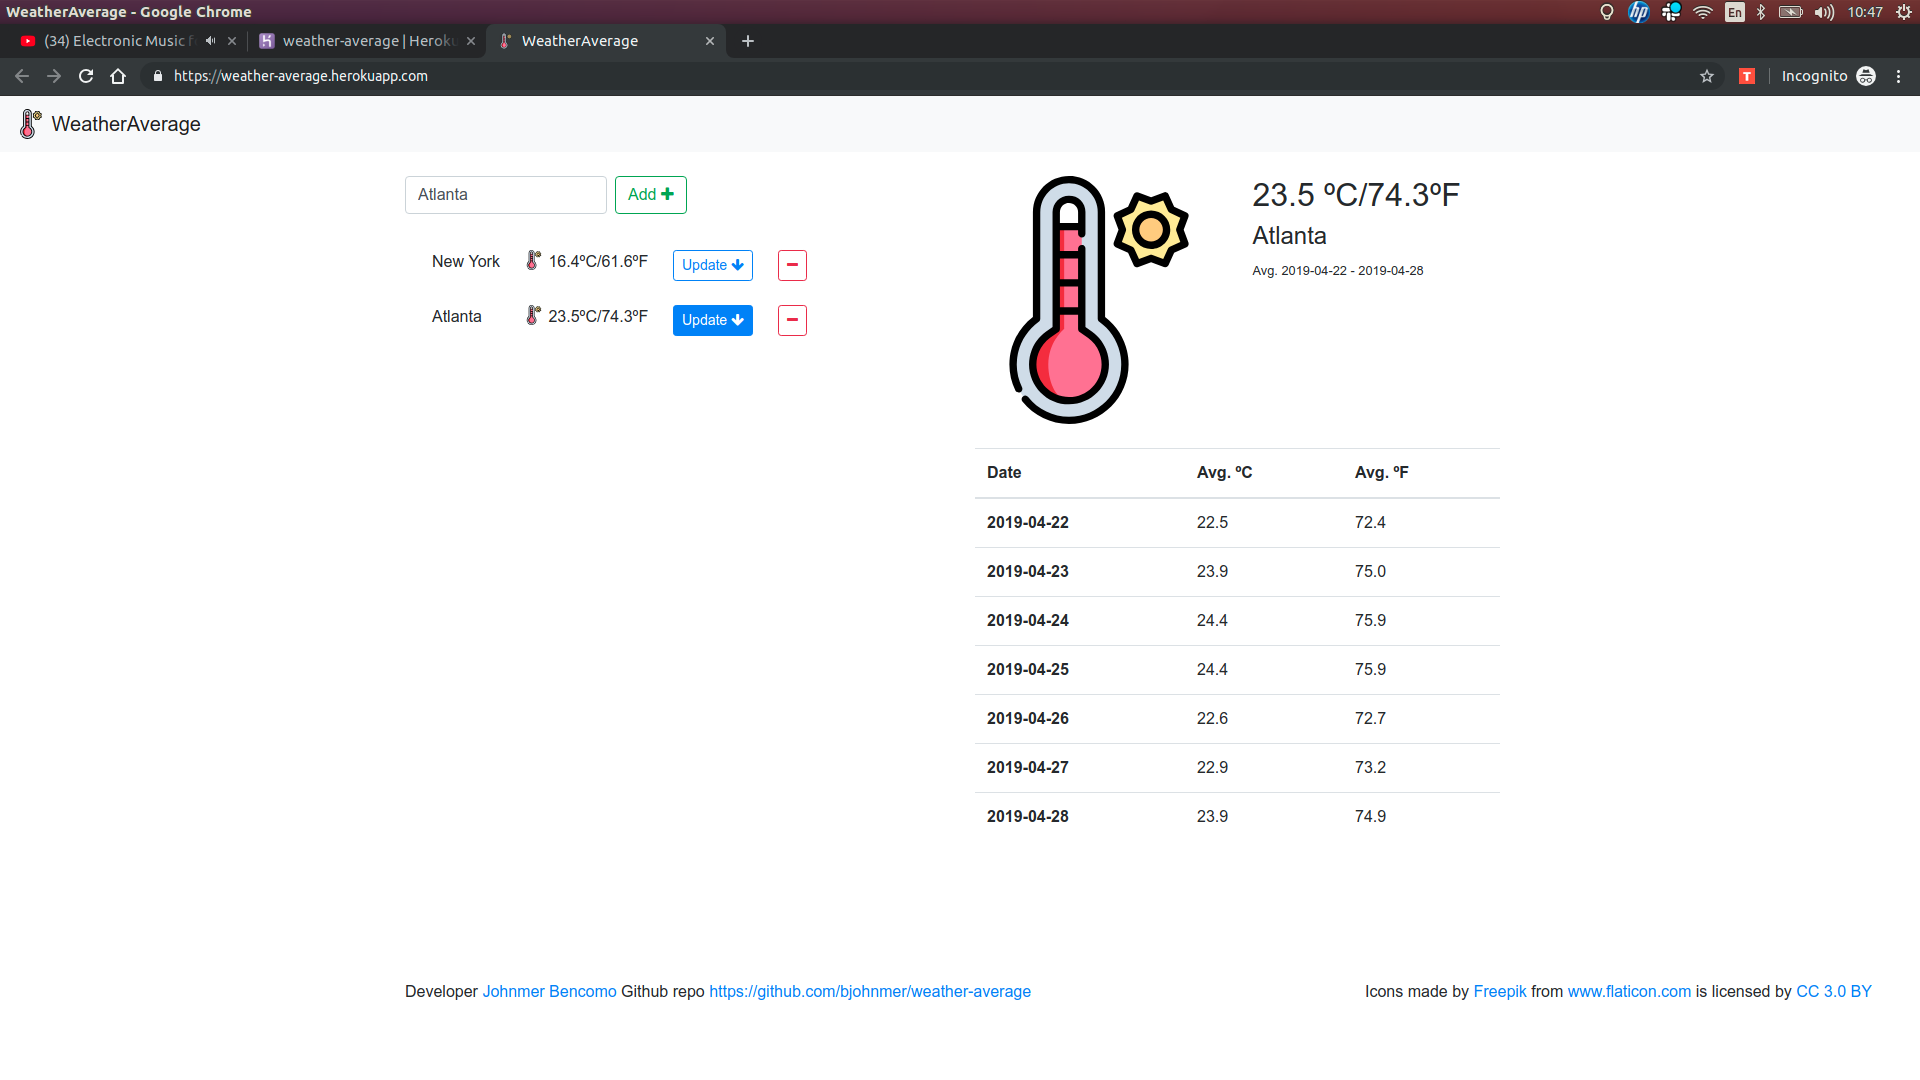 WeatherAverage - Google Chrome
En
10:47
(34) Electronic Music f
weather-average | Heroku
WeatherAverage
https://weather-average.herokuapp.com
T
Incognito
WeatherAverage
Atlanta
Add
New York 16.4ºC/61.6ºF Update
Atlanta 23.5ºC/74.3ºF Update
23.5 ºC/74.3ºF
Atlanta
Avg. 2019-04-22 - 2019-04-28
Date Avg. ºC Avg. ºF
2019-04-22 22.5 72.4
2019-04-23 23.9 75.0
2019-04-24 24.4 75.9
2019-04-25 24.4 75.9
2019-04-26 22.6 72.7
2019-04-27 22.9 73.2
2019-04-28 23.9 74.9
Developer Johnmer Bencomo Github repo https://github.com/bjohnmer/weather-average
Icons made by Freepik from www.flaticon.com is licensed by CC 3.0 BY